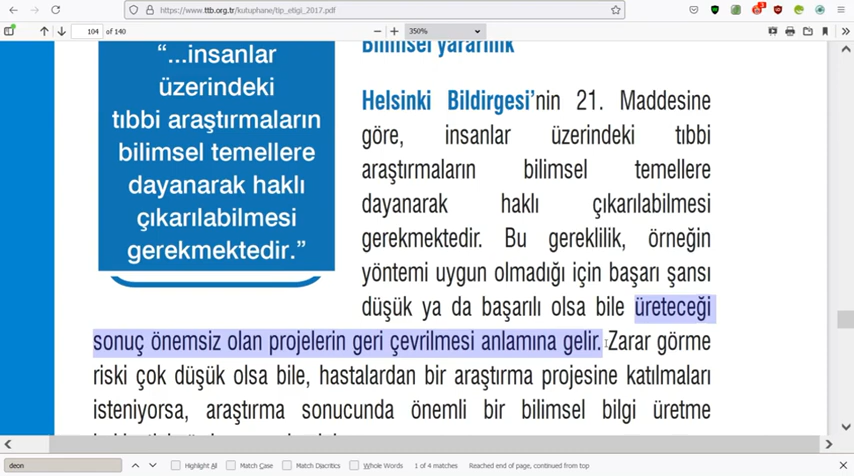 https://www.ttb.org.tr/kutuphane/tip_etigi_2017.pdf
104 of 140
350%
“...insanlar
üzerindeki
tıbbi araştırmaların
bilimsel temellere
dayanarak haklı
çıkarılabilmesi
gerekmektedir.”
Bilimsel yararlılık
Helsinki Bildirgesi’nin 21. Maddesine
göre, insanlar üzerindeki tıbbi
araştırmaların bilimsel temellere
dayanarak haklı çıkarılabilmesi
gerekmektedir. Bu gereklilik, örneğin
yöntemi uygun olmadığı için başarı şansı
düşük ya da başarılı olsa bile üreteceği
sonuç önemsiz olan projelerin geri çevrilmesi anlamına gelir. Zarar görme
riski çok düşük olsa bile, hastalardan bir araştırma projesine katılmaları
isteniyorsa, araştırma sonucunda önemli bir bilimsel bilgi üretme
deon
Highlight All
Match Case
Match Diacritics
Whole Words
1 of 4 matches
Reached end of page, continued from top